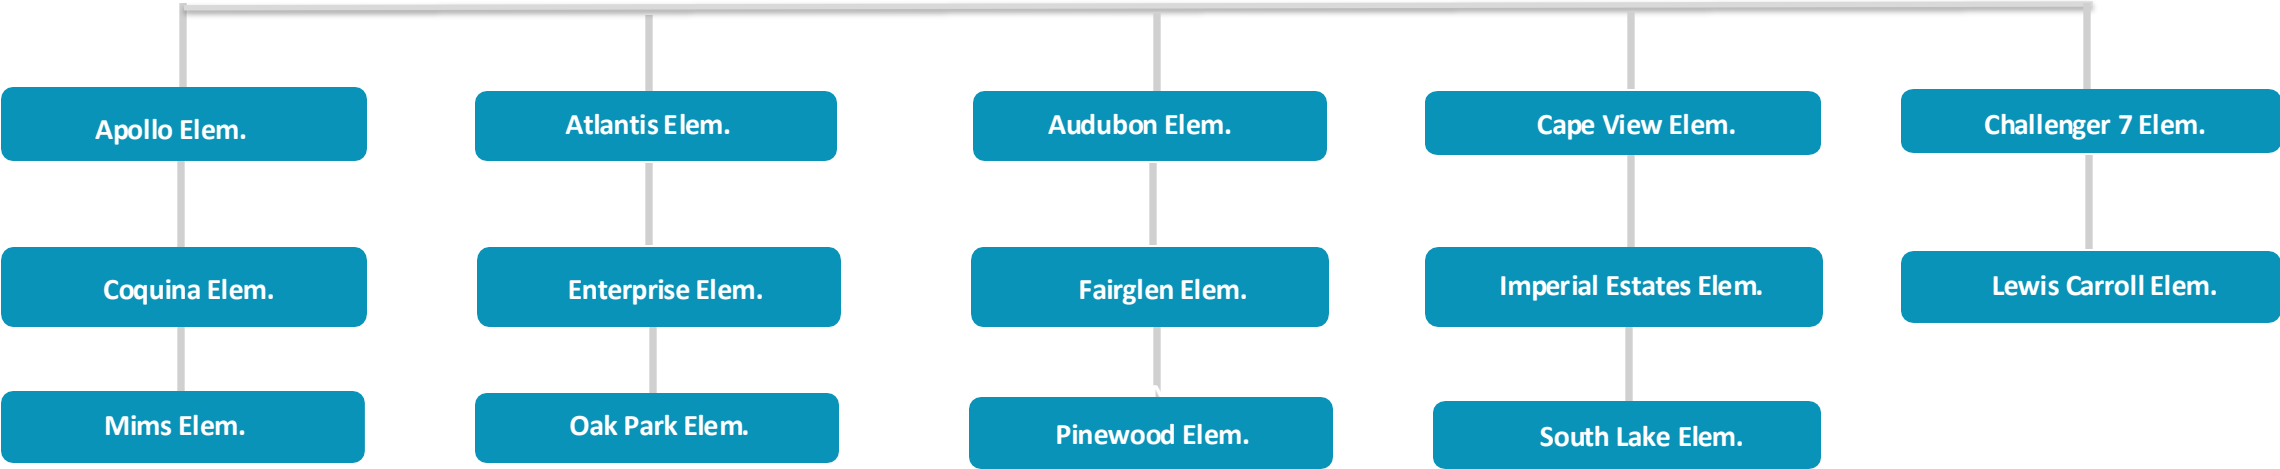 Apollo Elem.
Atlantis Elem.
Audubon Elem.
Cape View Elem.
Challenger 7 Elem.
Coquina Elem.
Enterprise Elem.
Fairglen Elem.
Imperial Estates Elem.
Lewis Carroll Elem.
Mims Elem.
Oak Park Elem.
Pinewood Elem.
South Lake Elem.